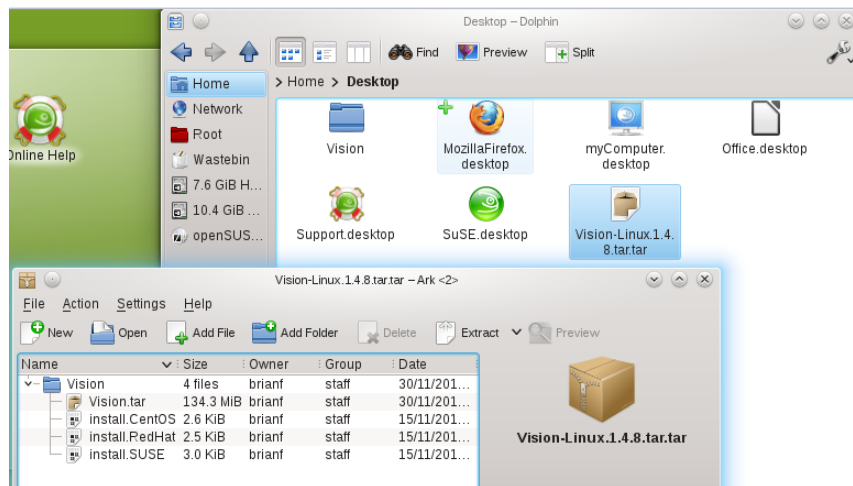 Desktop – Dolphin
Find Preview Split
Home > Home > Desktop
Network
Root
Wastebin
7.6 GiB H...
10.4 GiB ...
openSUS...
Online Help
Vision
MozillaFirefox.
desktop
myComputer.
desktop
Office.desktop
Support.desktop
SuSE.desktop
Vision-Linux.1.4.
8.tar.tar
Vision-Linux.1.4.8.tar.tar – Ark <2>
File Action Settings Help
New Open Add File Add Folder Delete Extract Preview
Name Size Owner Group Date
Vision 4 files brianf staff 30/11/201...
Vision.tar 134.3 MiB brianf staff 30/11/201...
install.CentOS 2.6 KiB brianf staff 15/11/201...
install.RedHat 2.5 KiB brianf staff 15/11/201...
install.SUSE 3.0 KiB brianf staff 15/11/201...
Vision-Linux.1.4.8.tar.tar